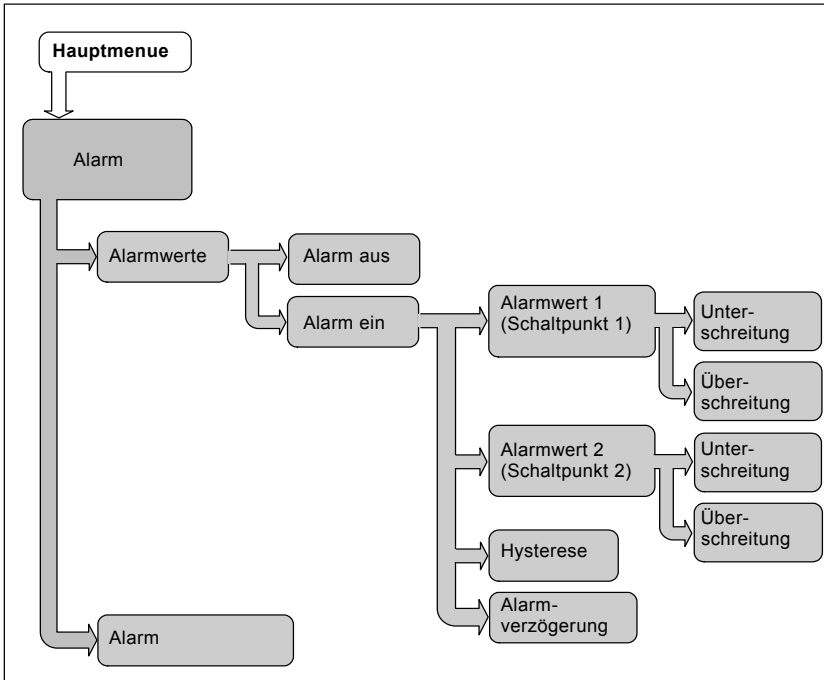 Hauptmenue
Alarm
Alarmwerte
Alarm aus
Alarm ein
Alarmwert 1
(Schaltpunkt 1)
Unter-
schreitung
Über-
schreitung
Alarmwert 2
(Schaltpunkt 2)
Unter-
schreitung
Über-
schreitung
Hysterese
Alarm-
verzögerung
Alarm